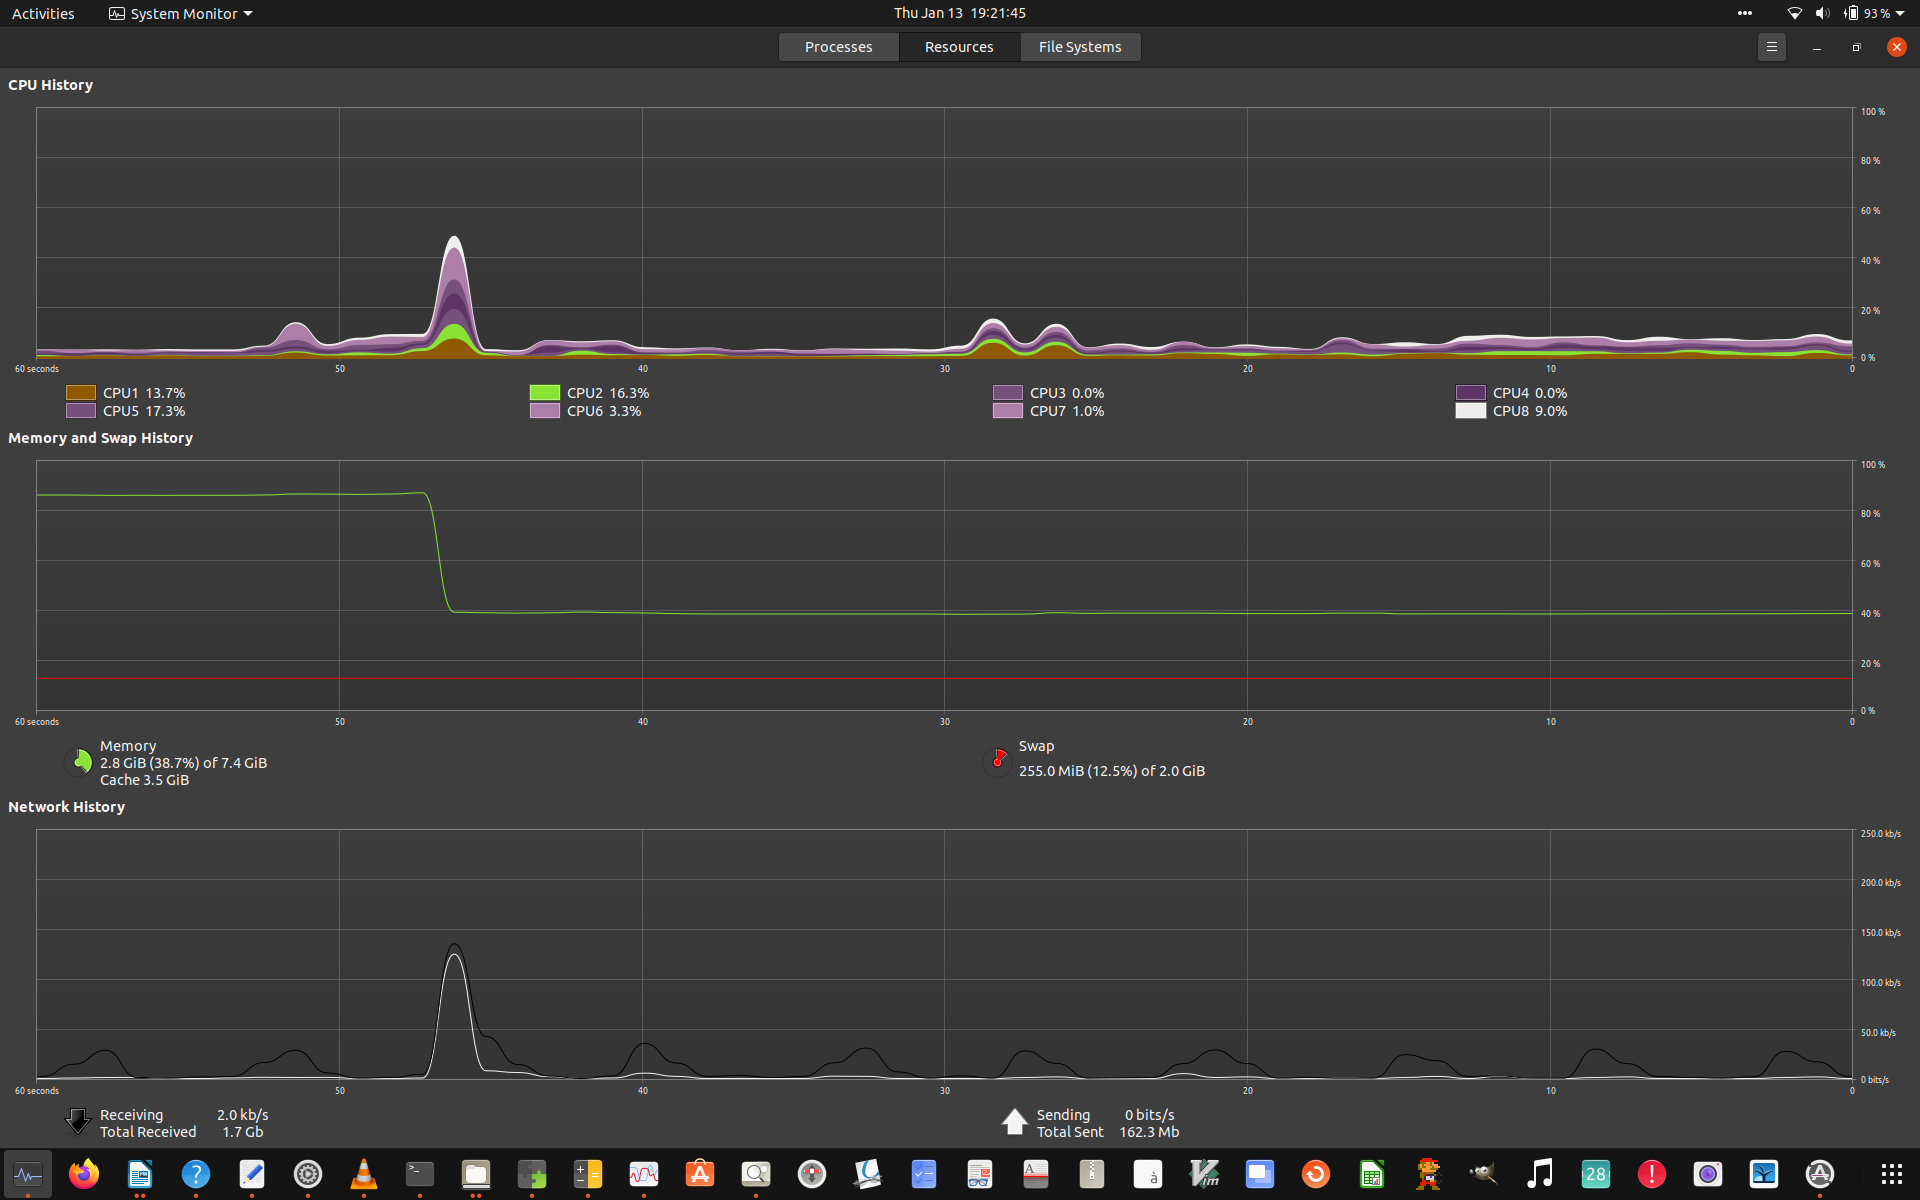 Activities System Monitor Thu Jan 13 19:21:45 93 %
Processes Resources File Systems
CPU History
100 %
80 %
60 %
40 %
20 %
0 %
60 seconds 50 40 30 20 10 0
CPU1 13.7% CPU2 16.3% CPU3 0.0% CPU4 0.0%
CPU5 17.3% CPU6 3.3% CPU7 1.0% CPU8 9.0%
Memory and Swap History
100 %
80 %
60 %
40 %
20 %
0 %
60 seconds 50 40 30 20 10 0
Memory
2.8 GiB (38.7%) of 7.4 GiB
Cache 3.5 GiB
Swap
255.0 MiB (12.5%) of 2.0 GiB
Network History
250.0 kb/s
200.0 kb/s
150.0 kb/s
100.0 kb/s
50.0 kb/s
0 bits/s
60 seconds 50 40 30 20 10 0
Receiving 2.0 kb/s
Total Received 1.7 Gb
Sending 0 bits/s
Total Sent 162.3 Mb
? >_ A à Vim 28 !